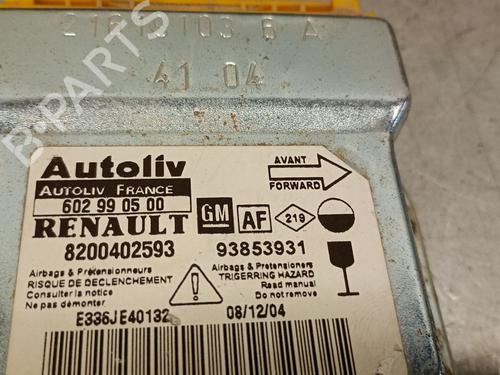 41 04
B-Parts
Autoliv
AUTOLIV FRANCE
602 99 05 00
RENAULT
8200402593
AVANT
FORWARD
GM
AF
219
93853931
Airbags & Prétensionneurs
RISQUE DE DECLENCHEMENT
Consulter la notice
Ne pas démonter
Airbags & Pretensioners
TRIGERRING HAZARD
Read manual
Do not remove
E336JE40132
08/12/04